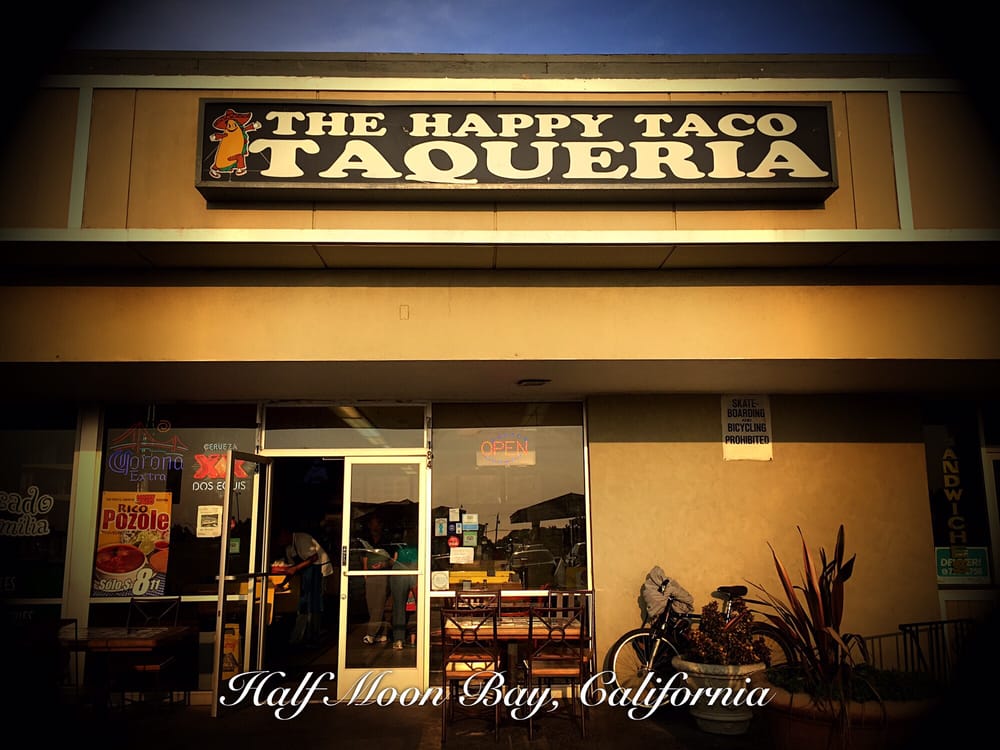 THE HAPPY TACO
TAQUERIA
SKATE-
BOARDING
AND
BICYCLING
PROHIBITED
OPEN
Corona
Extra
CERVEZA
XX
DOS EQUIS
RICO
Pozole
Sólo $ 8
Half Moon Bay, California